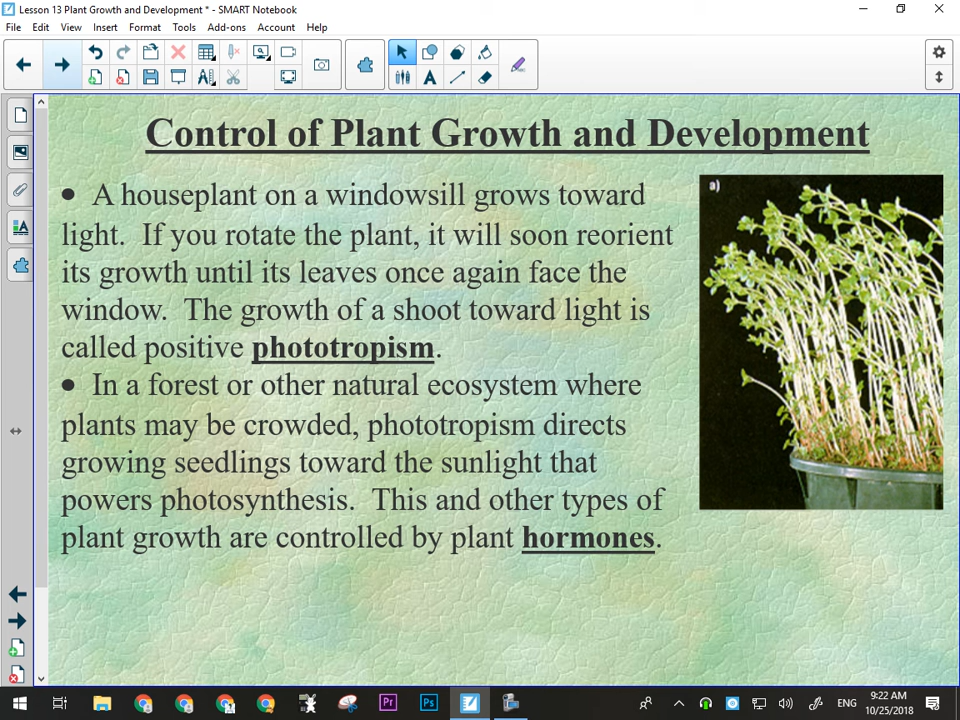 Lesson 13 Plant Growth and Development * - SMART Notebook
File Edit View Insert Format Tools Add-ons Account Help
Control of Plant Growth and Development
• A houseplant on a windowsill grows toward
light. If you rotate the plant, it will soon reorient
its growth until its leaves once again face the
window. The growth of a shoot toward light is
called positive phototropism.
• In a forest or other natural ecosystem where
plants may be crowded, phototropism directs
growing seedlings toward the sunlight that
powers photosynthesis. This and other types of
plant growth are controlled by plant hormones.
a)
Pr Ps
ENG
9:22 AM
10/25/2018